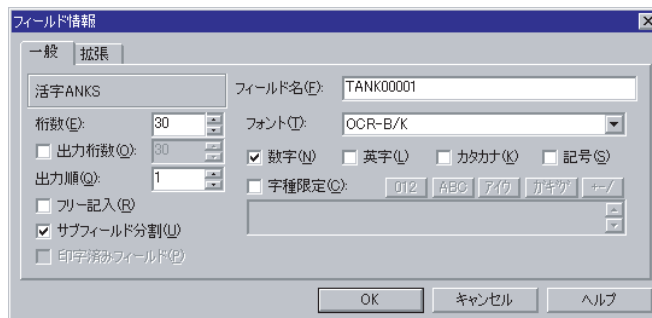 フィールド情報
一般 拡張
活字ANKS
フィールド名(F): TANK00001
桁数(E): 30
フォント(T): OCR-B/K
出力桁数(O): 30
数字(N) 英字(L) カタカナ(K) 記号(S)
出力順(Q): 1
字種限定(C): 012 ABC アイウ ガギグ +-/
フリー記入(R)
サブフィールド分割(U)
印字済みフィールド(P)
OK キャンセル ヘルプ